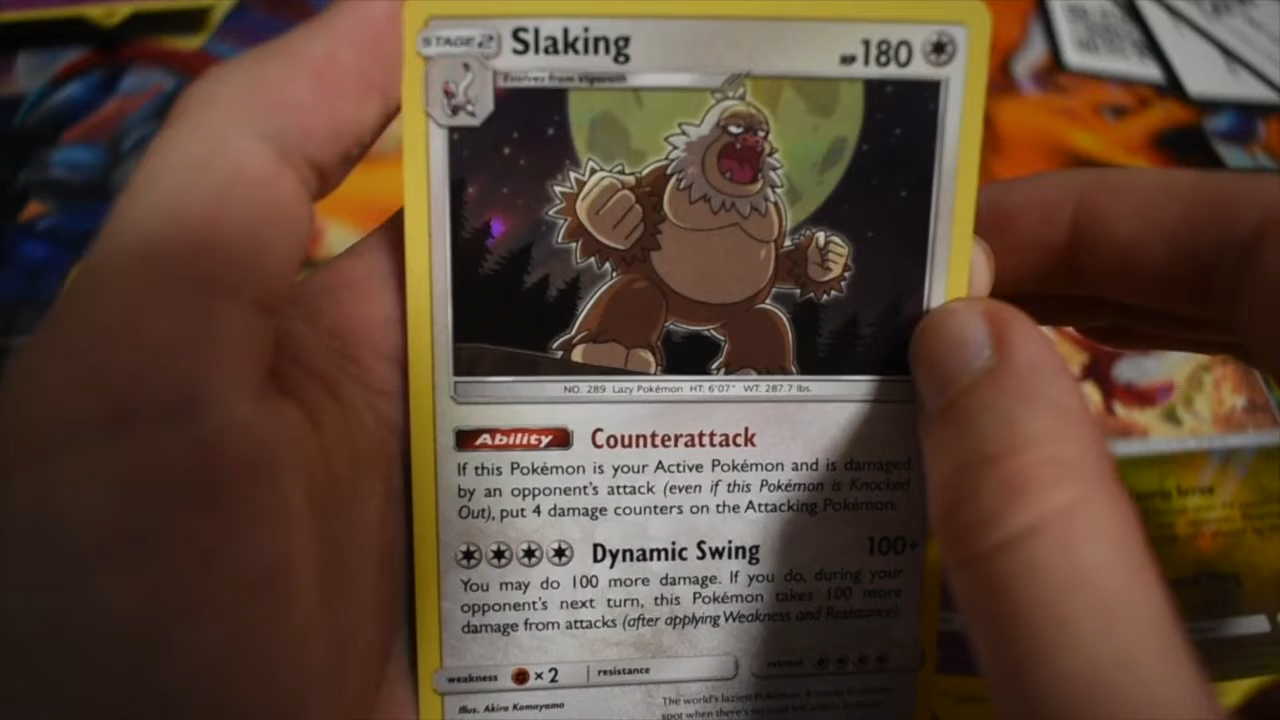 STAGE 2 Slaking HP 180
Evolves from Vigoroth
NO. 289 Lazy Pokémon HT: 6'07" WT: 287.7 lbs.
Ability Counterattack
If this Pokémon is your Active Pokémon and is damaged
by an opponent's attack (even if this Pokémon is Knocked
Out), put 4 damage counters on the Attacking Pokémon.
Dynamic Swing 100+
You may do 100 more damage. If you do, during your
opponent's next turn, this Pokémon takes 100 more
damage from attacks (after applying Weakness and Resistance).
weakness ×2 resistance retreat
Illus. Akira Komayama
The world's laziest Pokémon.
spot when there's